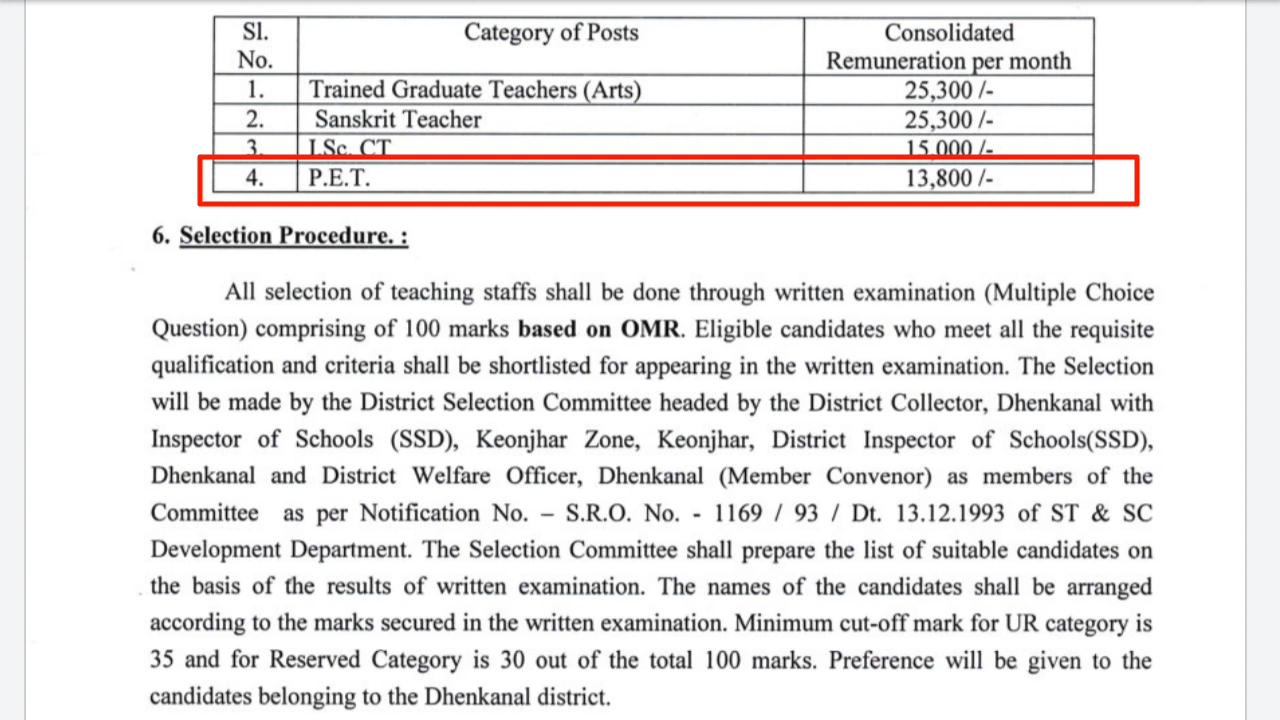 Sl. No. Category of Posts Consolidated Remuneration per month
1. Trained Graduate Teachers (Arts) 25,300 /-
2. Sanskrit Teacher 25,300 /-
3. I.Sc. CT 15,000 /-
4. P.E.T. 13,800 /-
6. Selection Procedure. :
All selection of teaching staffs shall be done through written examination (Multiple Choice
Question) comprising of 100 marks based on OMR. Eligible candidates who meet all the requisite
qualification and criteria shall be shortlisted for appearing in the written examination. The Selection
will be made by the District Selection Committee headed by the District Collector, Dhenkanal with
Inspector of Schools (SSD), Keonjhar Zone, Keonjhar, District Inspector of Schools(SSD),
Dhenkanal and District Welfare Officer, Dhenkanal (Member Convenor) as members of the
Committee as per Notification No. – S.R.O. No. - 1169 / 93 / Dt. 13.12.1993 of ST & SC
Development Department. The Selection Committee shall prepare the list of suitable candidates on
the basis of the results of written examination. The names of the candidates shall be arranged
according to the marks secured in the written examination. Minimum cut-off mark for UR category is
35 and for Reserved Category is 30 out of the total 100 marks. Preference will be given to the
candidates belonging to the Dhenkanal district.